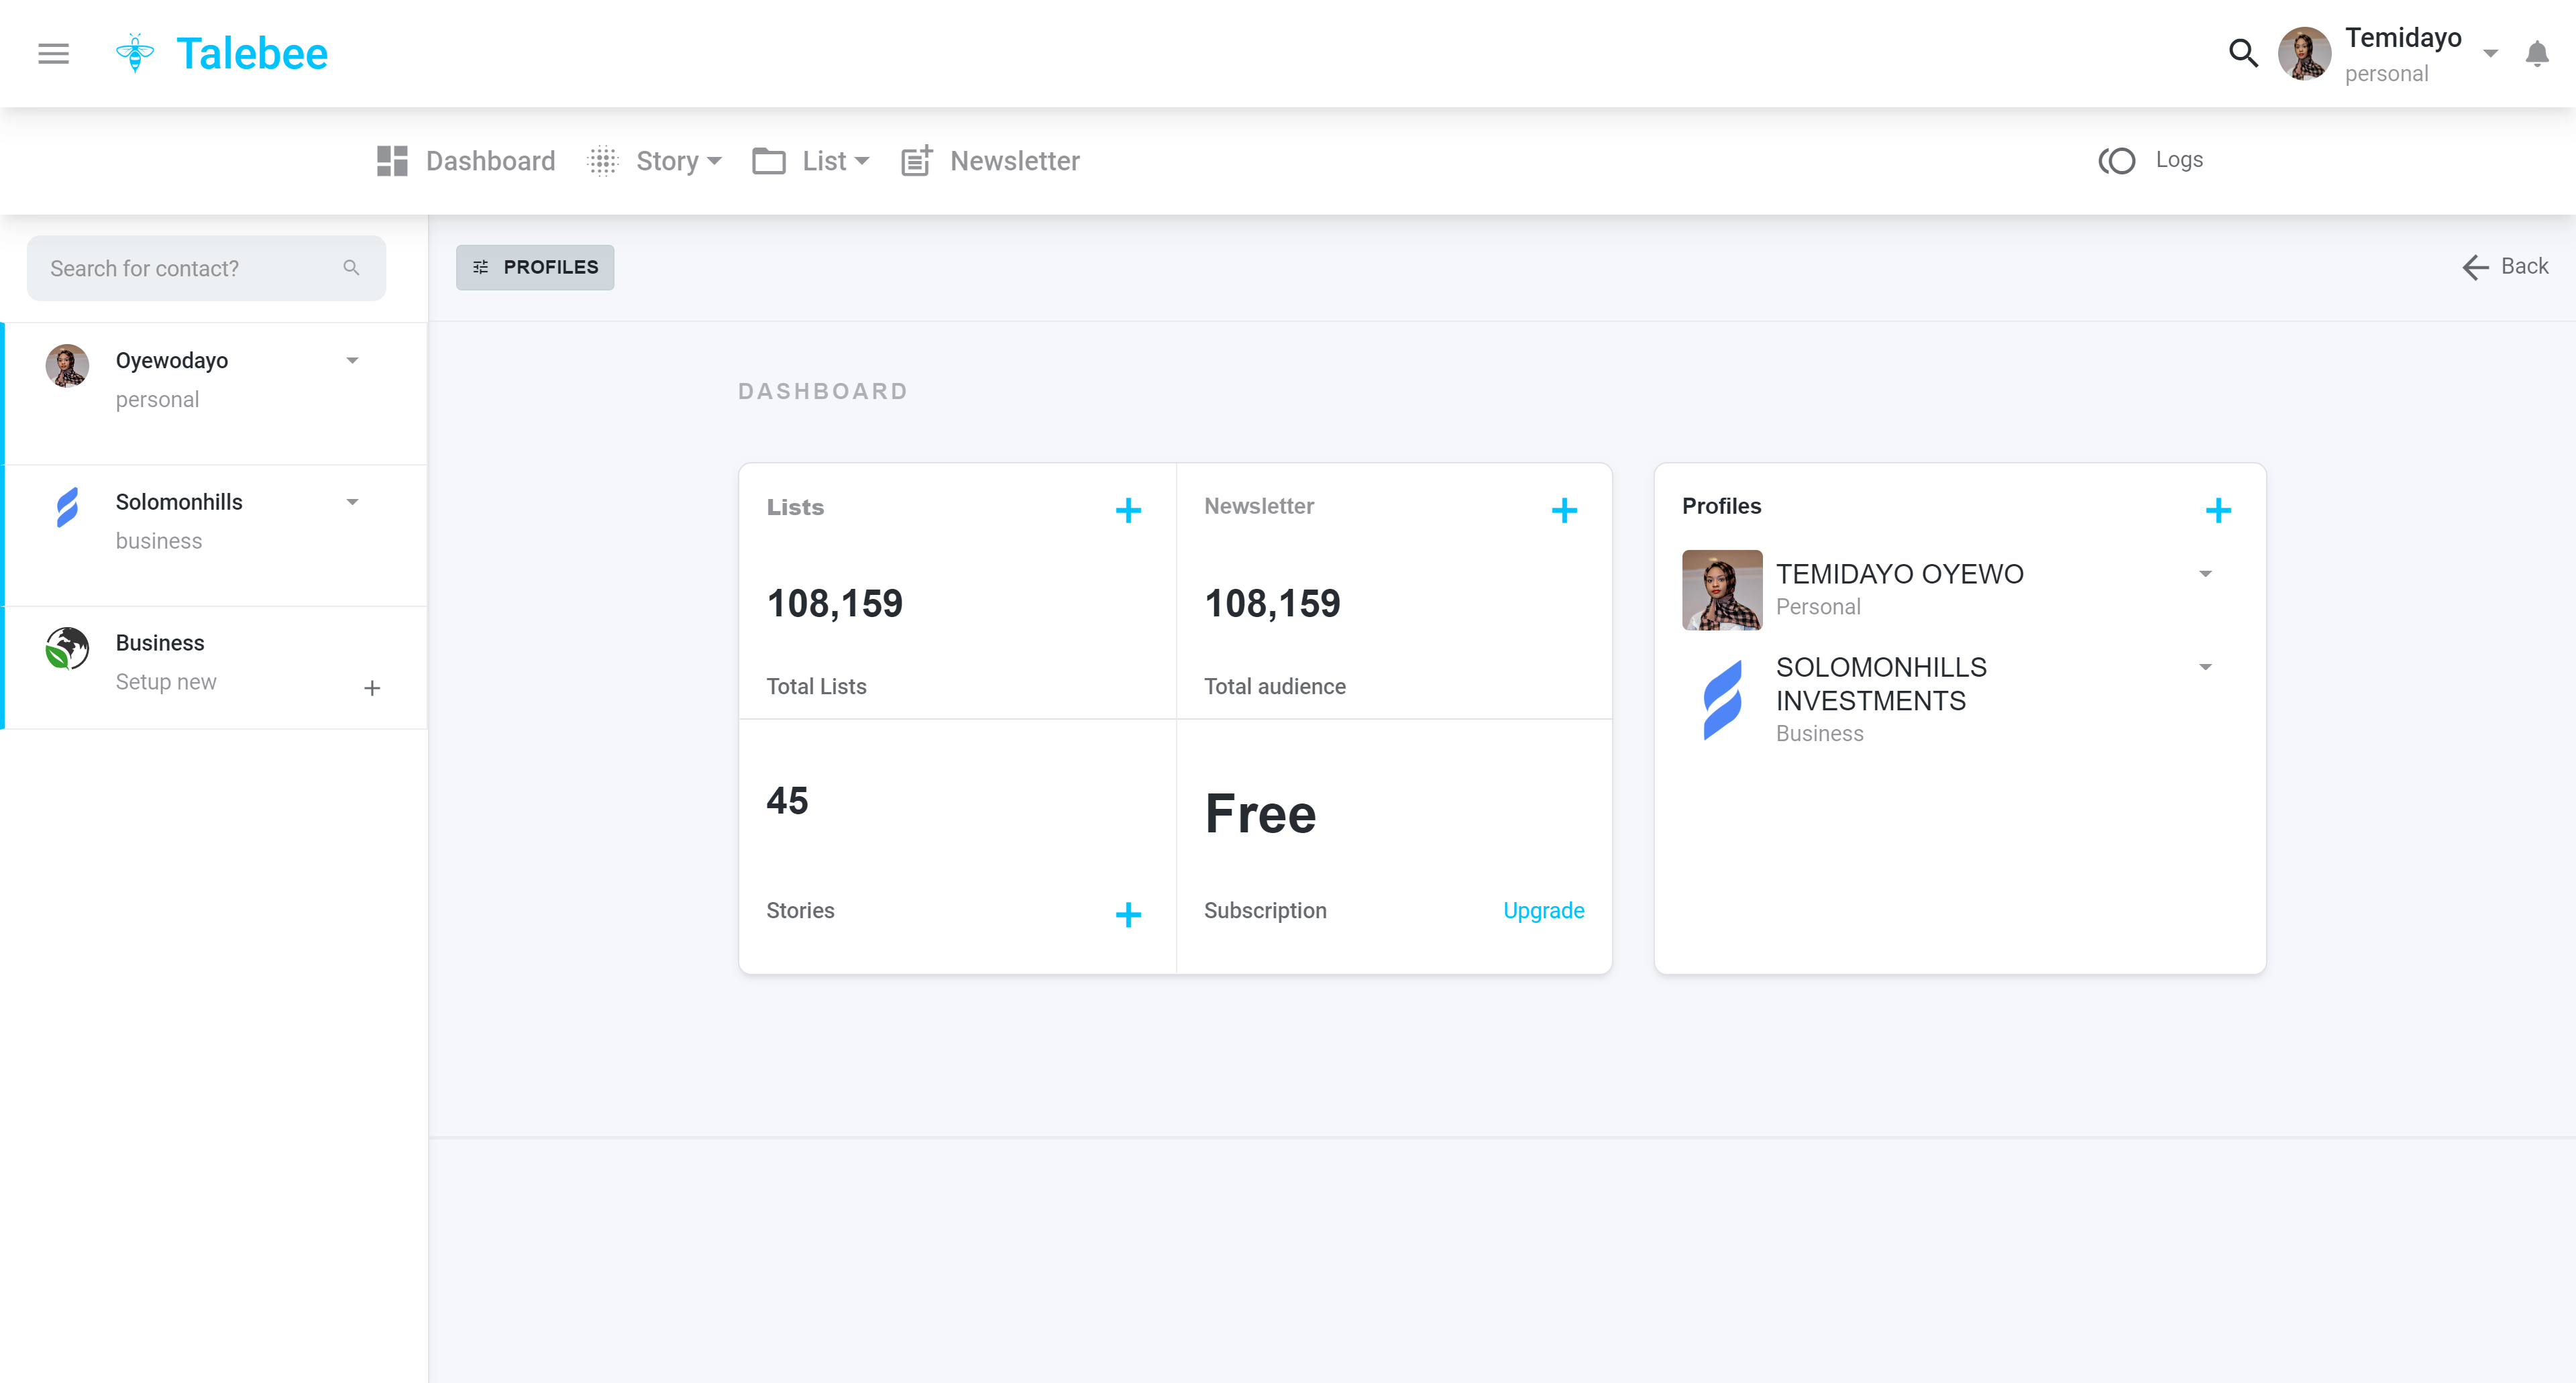 Talebee
Temidayo
personal
Dashboard
Story
List
Newsletter
Logs
Search for contact?
PROFILES
Back
Oyewodayo
personal
Solomonhills
business
Business
Setup new
DASHBOARD
Lists
108,159
Total Lists
Newsletter
108,159
Total audience
45
Stories
Free
Subscription
Upgrade
Profiles
TEMIDAYO OYEWO
Personal
SOLOMONHILLS
INVESTMENTS
Business